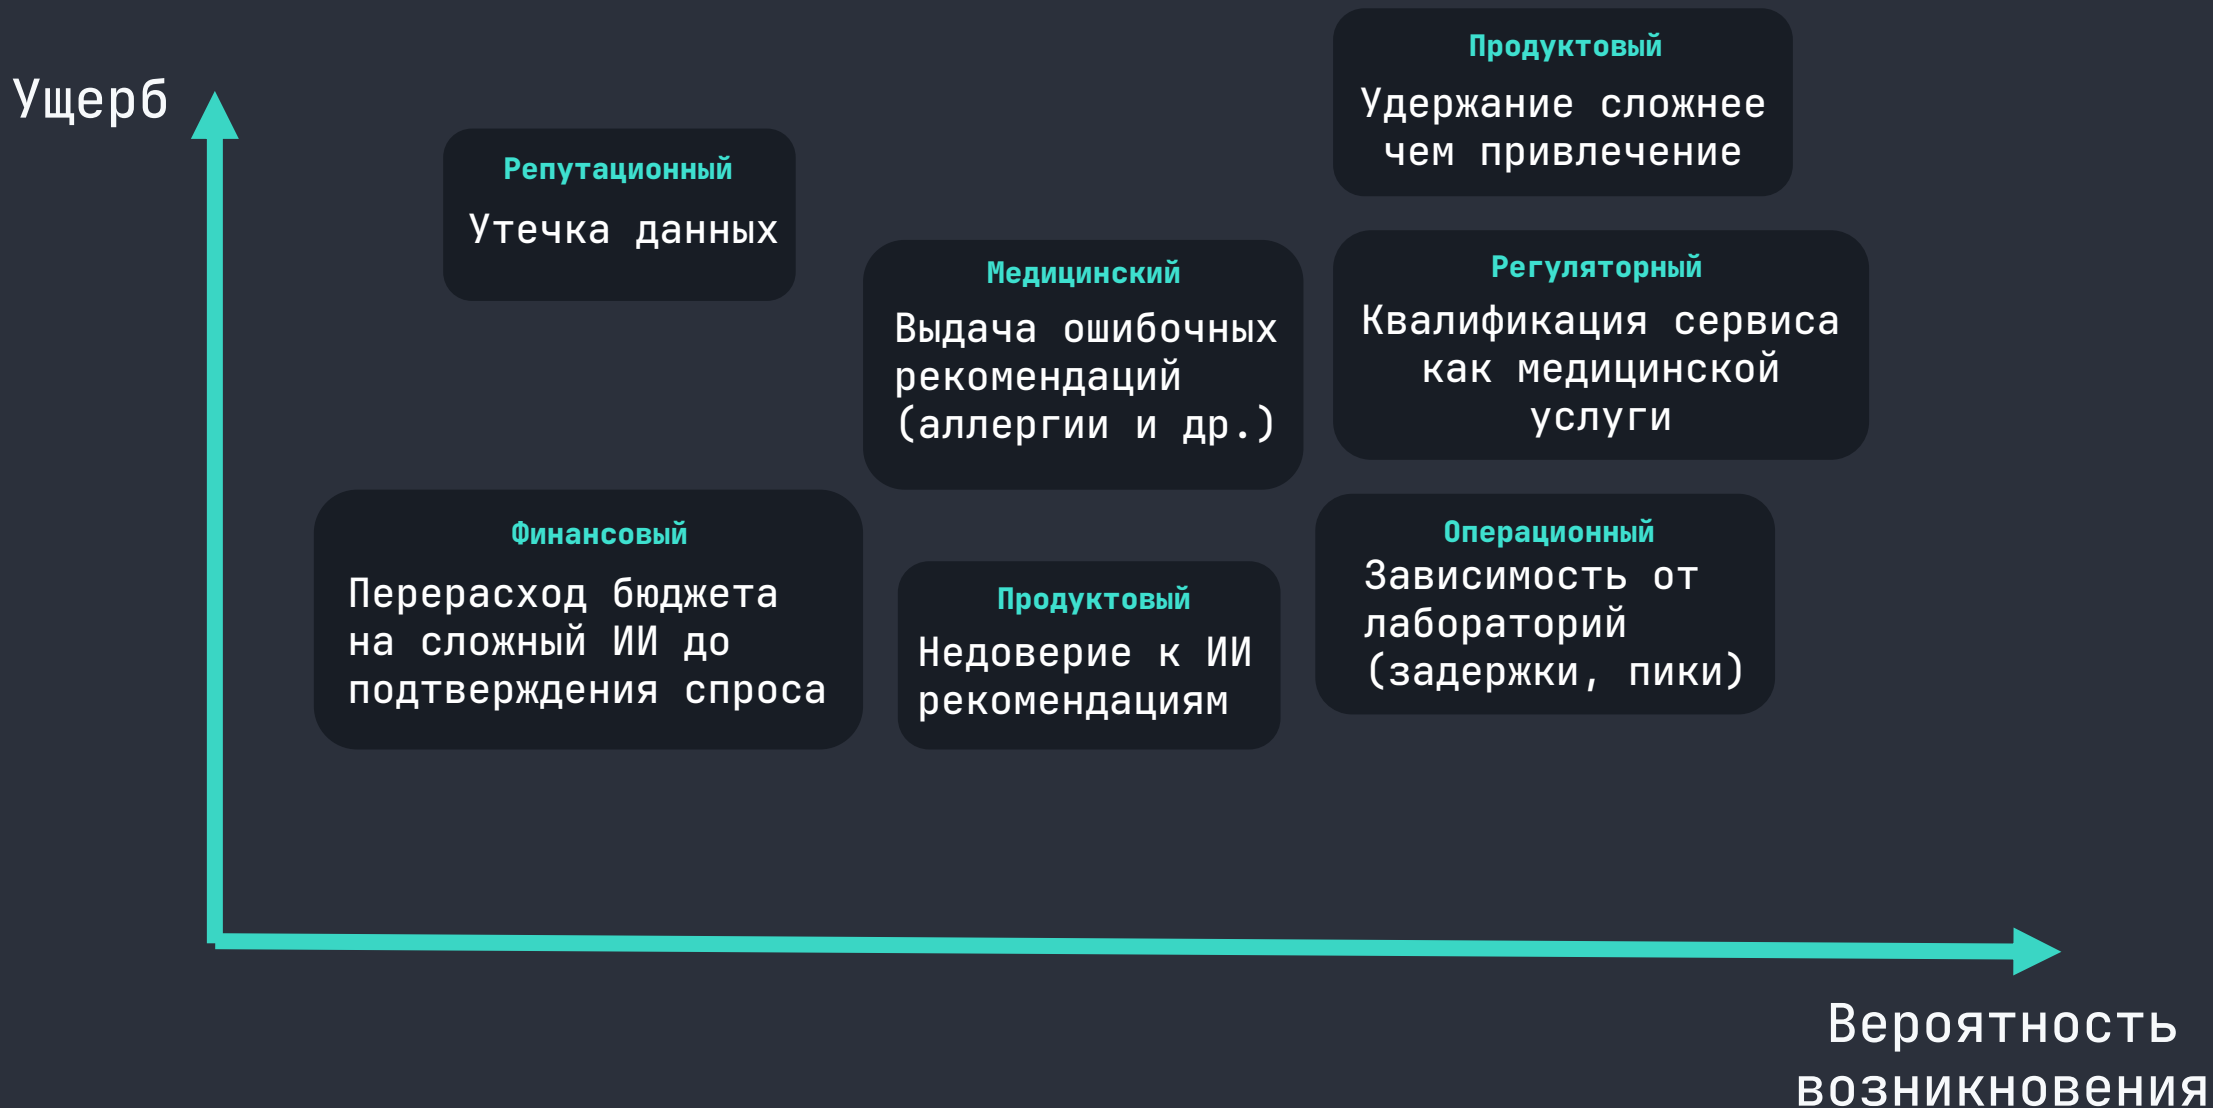 Ущерб
Репутационный
Утечка данных
Продуктовый
Удержание сложнее
чем привлечение
Медицинский
Выдача ошибочных
рекомендаций
(аллергии и др.)
Регуляторный
Квалификация сервиса
как медицинской
услуги
Финансовый
Перерасход бюджета
на сложный ИИ до
подтверждения спроса
Продуктовый
Недоверие к ИИ
рекомендациям
Операционный
Зависимость от
лабораторий
(задержки, пики)
Вероятность
возникновения